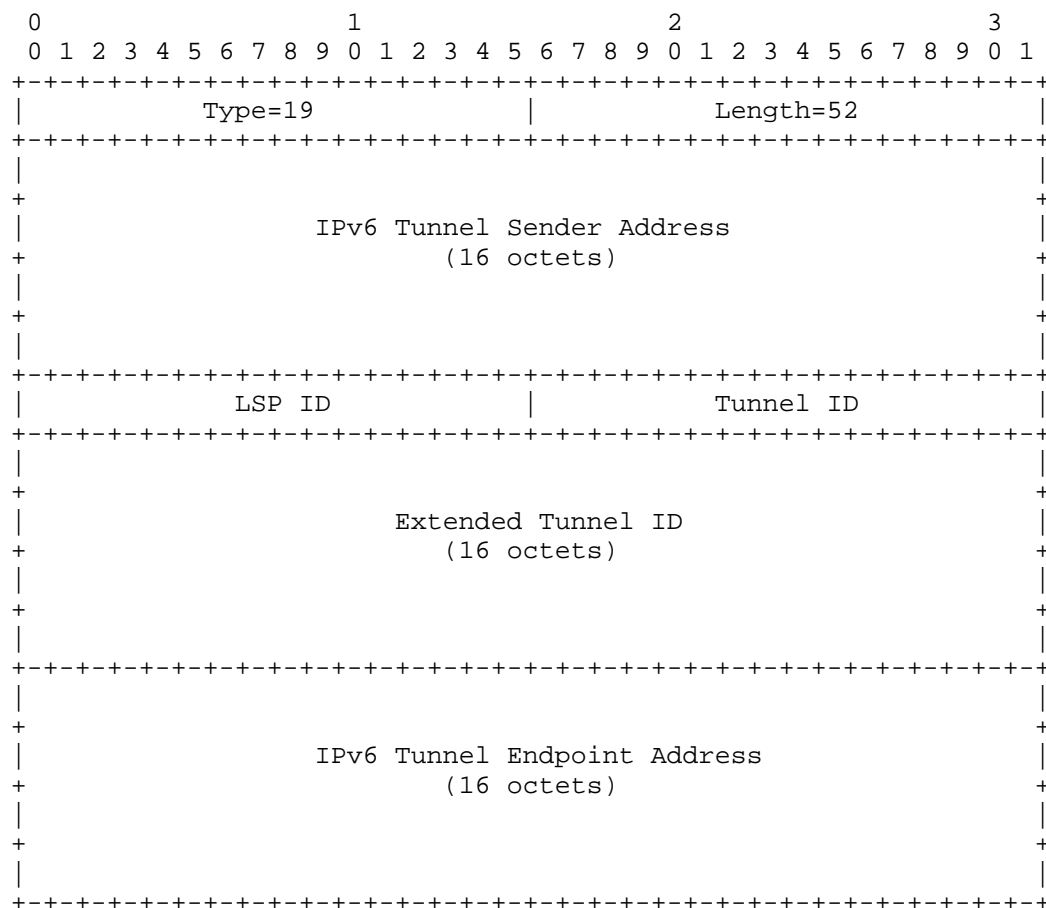 0                   1                   2                   3
 0 1 2 3 4 5 6 7 8 9 0 1 2 3 4 5 6 7 8 9 0 1 2 3 4 5 6 7 8 9 0 1
+-+-+-+-+-+-+-+-+-+-+-+-+-+-+-+-+-+-+-+-+-+-+-+-+-+-+-+-+-+-+-+-+
|           Type=19             |           Length=52           |
+-+-+-+-+-+-+-+-+-+-+-+-+-+-+-+-+-+-+-+-+-+-+-+-+-+-+-+-+-+-+-+-+
|                                                               |
+                                                               +
|                  IPv6 Tunnel Sender Address                   |
+                          (16 octets)                          +
|                                                               |
+                                                               +
|                                                               |
+-+-+-+-+-+-+-+-+-+-+-+-+-+-+-+-+-+-+-+-+-+-+-+-+-+-+-+-+-+-+-+-+
|             LSP ID            |           Tunnel ID           |
+-+-+-+-+-+-+-+-+-+-+-+-+-+-+-+-+-+-+-+-+-+-+-+-+-+-+-+-+-+-+-+-+
|                                                               |
+                                                               +
|                       Extended Tunnel ID                      |
+                          (16 octets)                          +
|                                                               |
+                                                               +
|                                                               |
+-+-+-+-+-+-+-+-+-+-+-+-+-+-+-+-+-+-+-+-+-+-+-+-+-+-+-+-+-+-+-+-+
|                                                               |
+                                                               +
|                  IPv6 Tunnel Endpoint Address                 |
+                          (16 octets)                          +
|                                                               |
+                                                               +
|                                                               |
+-+-+-+-+-+-+-+-+-+-+-+-+-+-+-+-+-+-+-+-+-+-+-+-+-+-+-+-+-+-+-+-+